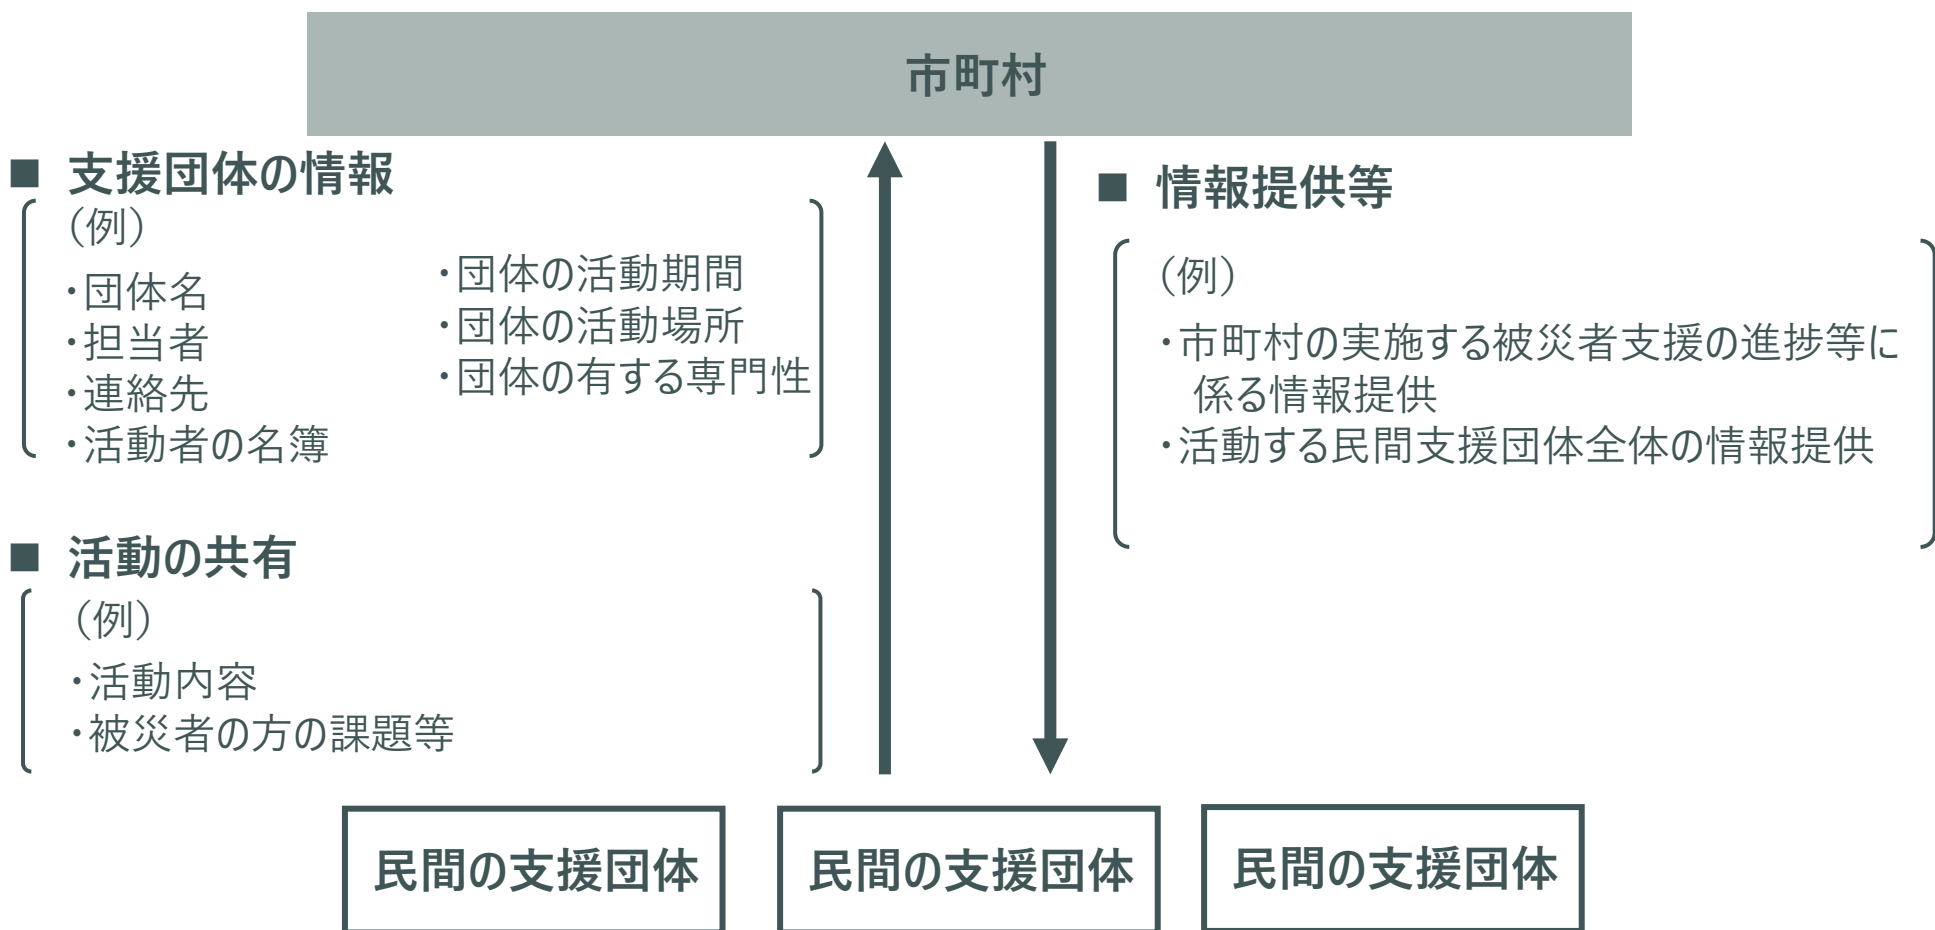 市町村
■ 支援団体の情報
（例）
・団体名
・担当者
・連絡先
・活動者の名簿
・団体の活動期間
・団体の活動場所
・団体の有する専門性
■ 活動の共有
（例）
・活動内容
・被災者の方の課題等
■ 情報提供等
（例）
・市町村の実施する被災者支援の進捗等に
係る情報提供
・活動する民間支援団体全体の情報提供
民間の支援団体
民間の支援団体
民間の支援団体